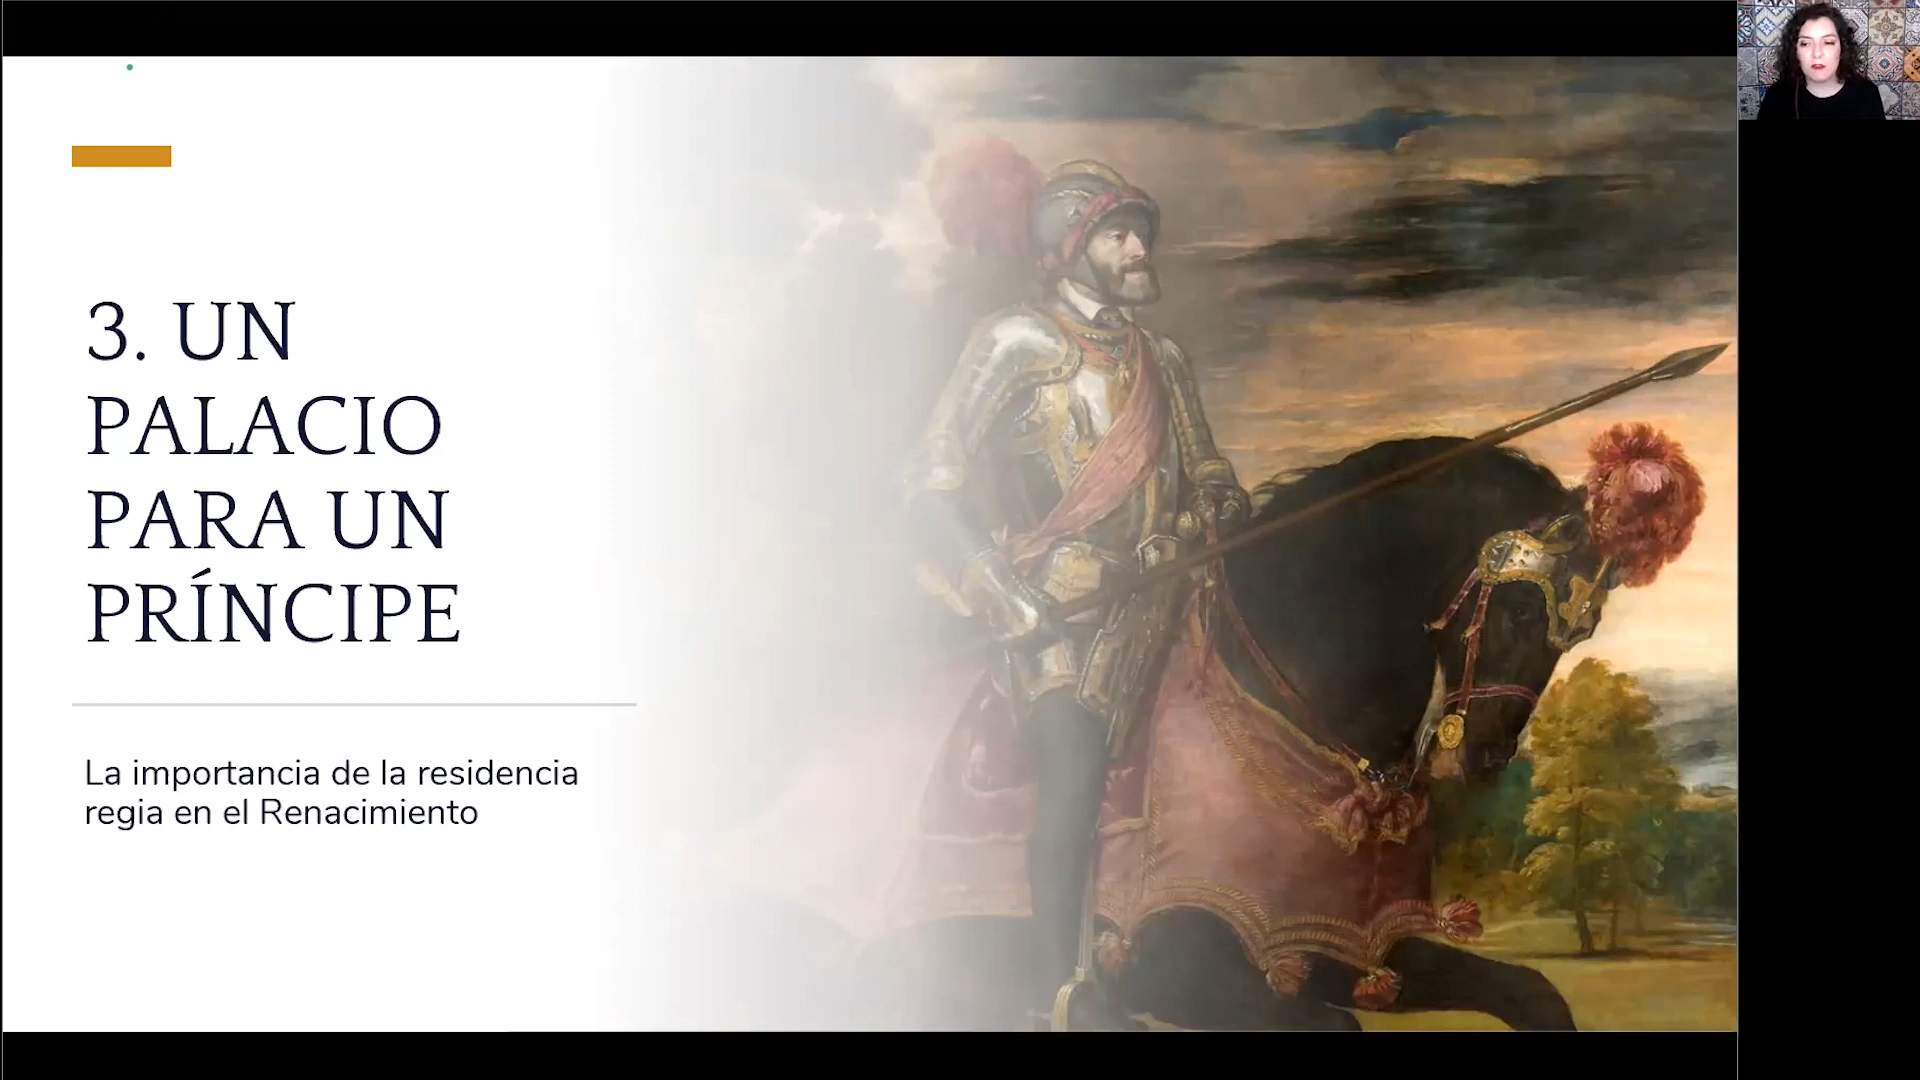 3. UN
PALACIO
PARA UN
PRÍNCIPE
La importancia de la residencia
regia en el Renacimiento